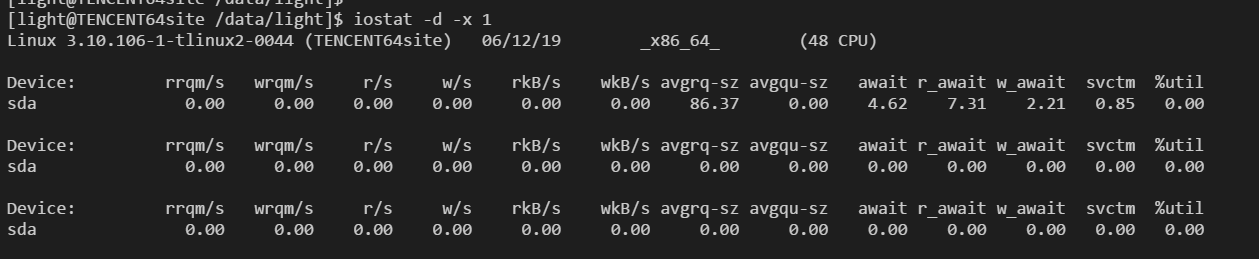 [light@TENCENT64site /data/light]$
[light@TENCENT64site /data/light]$ iostat -d -x 1
Linux 3.10.106-1-tlinux2-0044 (TENCENT64site) 06/12/19 _x86_64_ (48 CPU)
Device: rrqm/s wrqm/s r/s w/s rkB/s wkB/s avgrq-sz avgqu-sz await r_await w_await svctm %util
sda 0.00 0.00 0.00 0.00 0.00 0.00 86.37 0.00 4.62 7.31 2.21 0.85 0.00
Device: rrqm/s wrqm/s r/s w/s rkB/s wkB/s avgrq-sz avgqu-sz await r_await w_await svctm %util
sda 0.00 0.00 0.00 0.00 0.00 0.00 0.00 0.00 0.00 0.00 0.00 0.00 0.00
Device: rrqm/s wrqm/s r/s w/s rkB/s wkB/s avgrq-sz avgqu-sz await r_await w_await svctm %util
sda 0.00 0.00 0.00 0.00 0.00 0.00 0.00 0.00 0.00 0.00 0.00 0.00 0.00